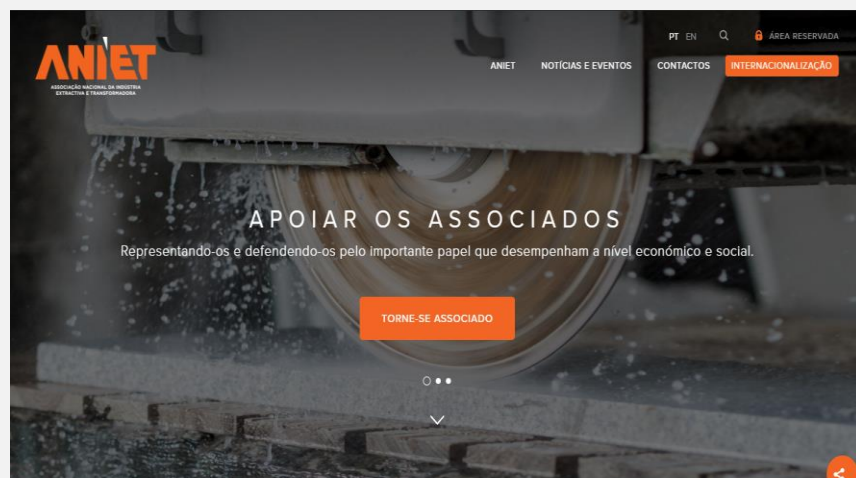 PT EN
ÁREA RESERVADA
ANIET
ASSOCIAÇÃO NACIONAL DA INDÚSTRIA
EXTRACTIVA E TRANSFORMADORA
ANIET NOTÍCIAS E EVENTOS CONTACTOS INTERNACIONALIZAÇÃO
APOIAR OS ASSOCIADOS
Representando-os e defendendo-os pelo importante papel que desempenham a nível económico e social.
TORNE-SE ASSOCIADO